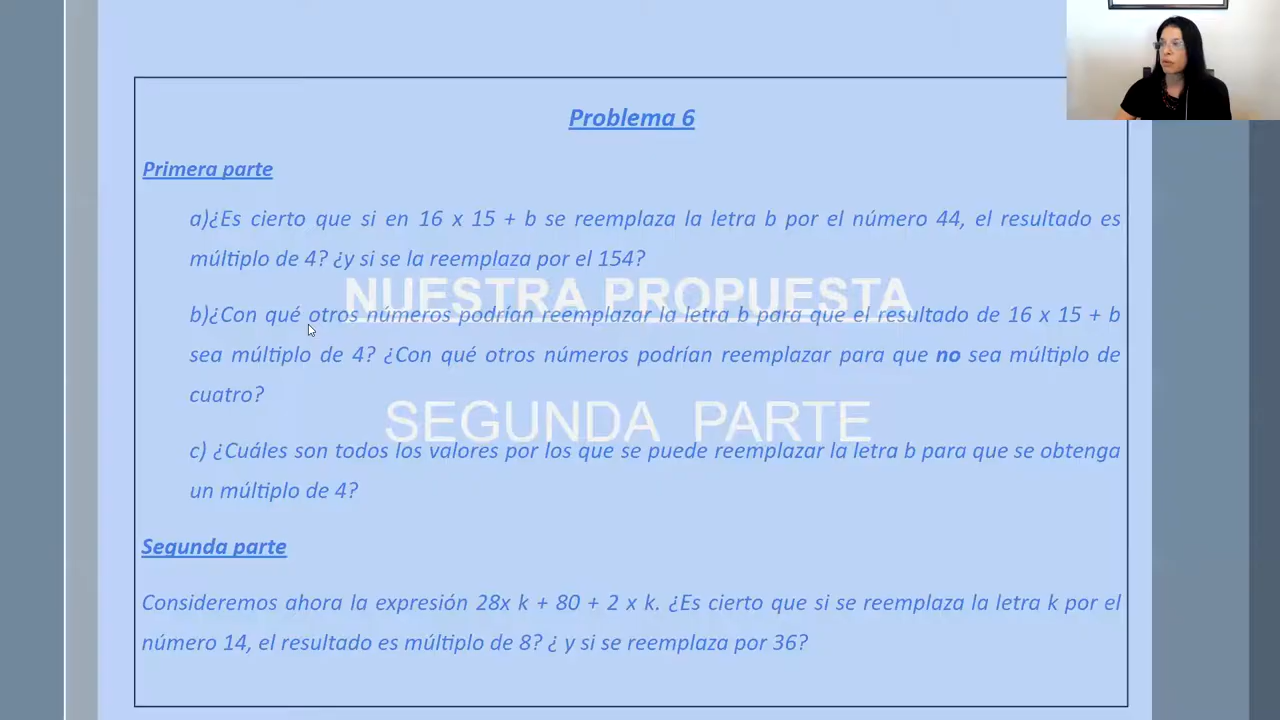 Problema 6
Primera parte
a)¿Es cierto que si en 16 x 15 + b se reemplaza la letra b por el número 44, el resultado es
múltiplo de 4? ¿y si se la reemplaza por el 154?
NUESTRA PROPUESTA
b)¿Con qué otros números podrían reemplazar la letra b para que el resultado de 16 x 15 + b
sea múltiplo de 4? ¿Con qué otros números podrían reemplazar para que no sea múltiplo de
cuatro?
SEGUNDA PARTE
c) ¿Cuáles son todos los valores por los que se puede reemplazar la letra b para que se obtenga
un múltiplo de 4?
Segunda parte
Consideremos ahora la expresión 28x k + 80 + 2 x k. ¿Es cierto que si se reemplaza la letra k por el
número 14, el resultado es múltiplo de 8? ¿ y si se reemplaza por 36?